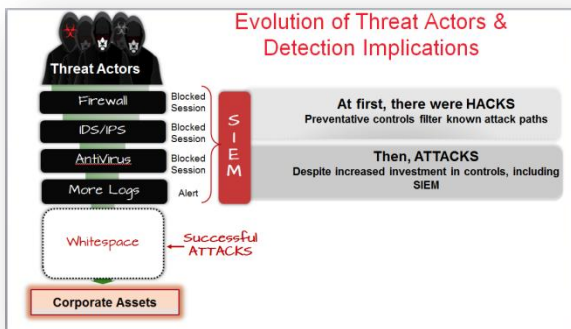 Evolution of Threat Actors &
Detection Implications
Threat Actors
Firewall
Blocked
Session
IDS/IPS
Blocked
Session
AntiVirus
Blocked
Session
More Logs
Alert
S
I
E
M
At first, there were HACKS
Preventative controls filter known attack paths
Then, ATTACKS
Despite increased investment in controls, including
SIEM
Whitespace
Successful
ATTACKS
Corporate Assets